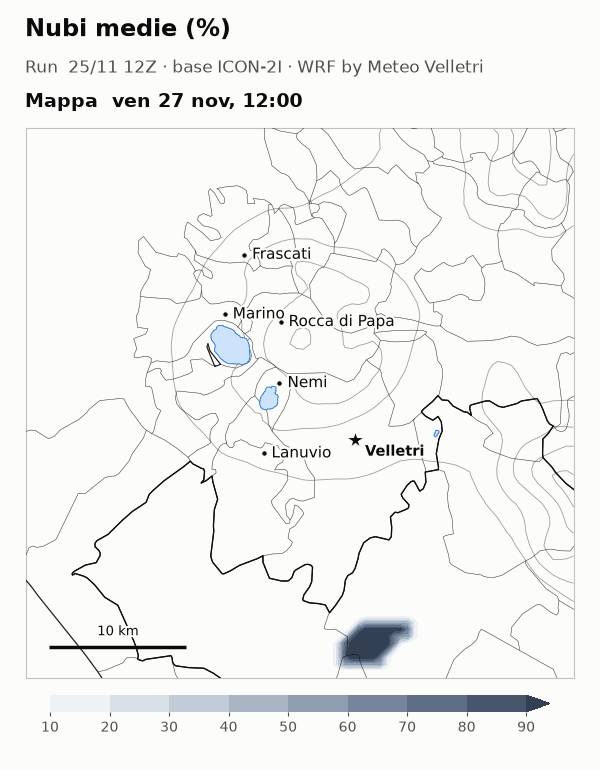 Nubi medie (%)
Run  25/11 12Z · base ICON-2I · WRF by Meteo Velletri
Mappa  ven 27 nov, 12:00
Frascati
Marino
Rocca di Papa
Nemi
Velletri
Lanuvio
10 km
10 20 30 40 50 60 70 80 90